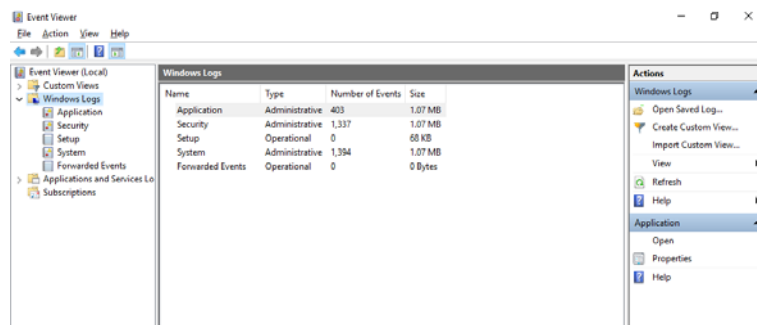 Event Viewer
File Action View Help
Event Viewer (Local)
Custom Views
Windows Logs
Application
Security
Setup
System
Forwarded Events
Applications and Services Lo
Subscriptions
Windows Logs
Name Type Number of Events Size
Application Administrative 403 1.07 MB
Security Administrative 1,337 1.07 MB
Setup Operational 0 68 KB
System Administrative 1,394 1.07 MB
Forwarded Events Operational 0 0 Bytes
Actions
Windows Logs
Open Saved Log...
Create Custom View...
Import Custom View...
View
Refresh
Help
Application
Open
Properties
Help